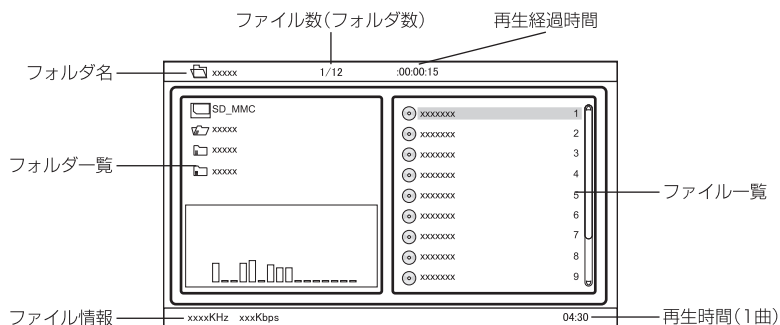 ファイル数(フォルダ数) 再生経過時間
フォルダ名 xxxxx 1/12 :00:00:15
SD_MMC
xxxxx
xxxxx
xxxxx
フォルダ一覧
xxxxxxx 1
xxxxxxx 2
xxxxxxx 3
xxxxxxx 4
xxxxxxx 5
xxxxxxx 6
xxxxxxx 7
xxxxxxx 8
xxxxxxx 9
ファイル一覧
ファイル情報 xxxxKHz xxxKbps 04:30 再生時間(1曲)